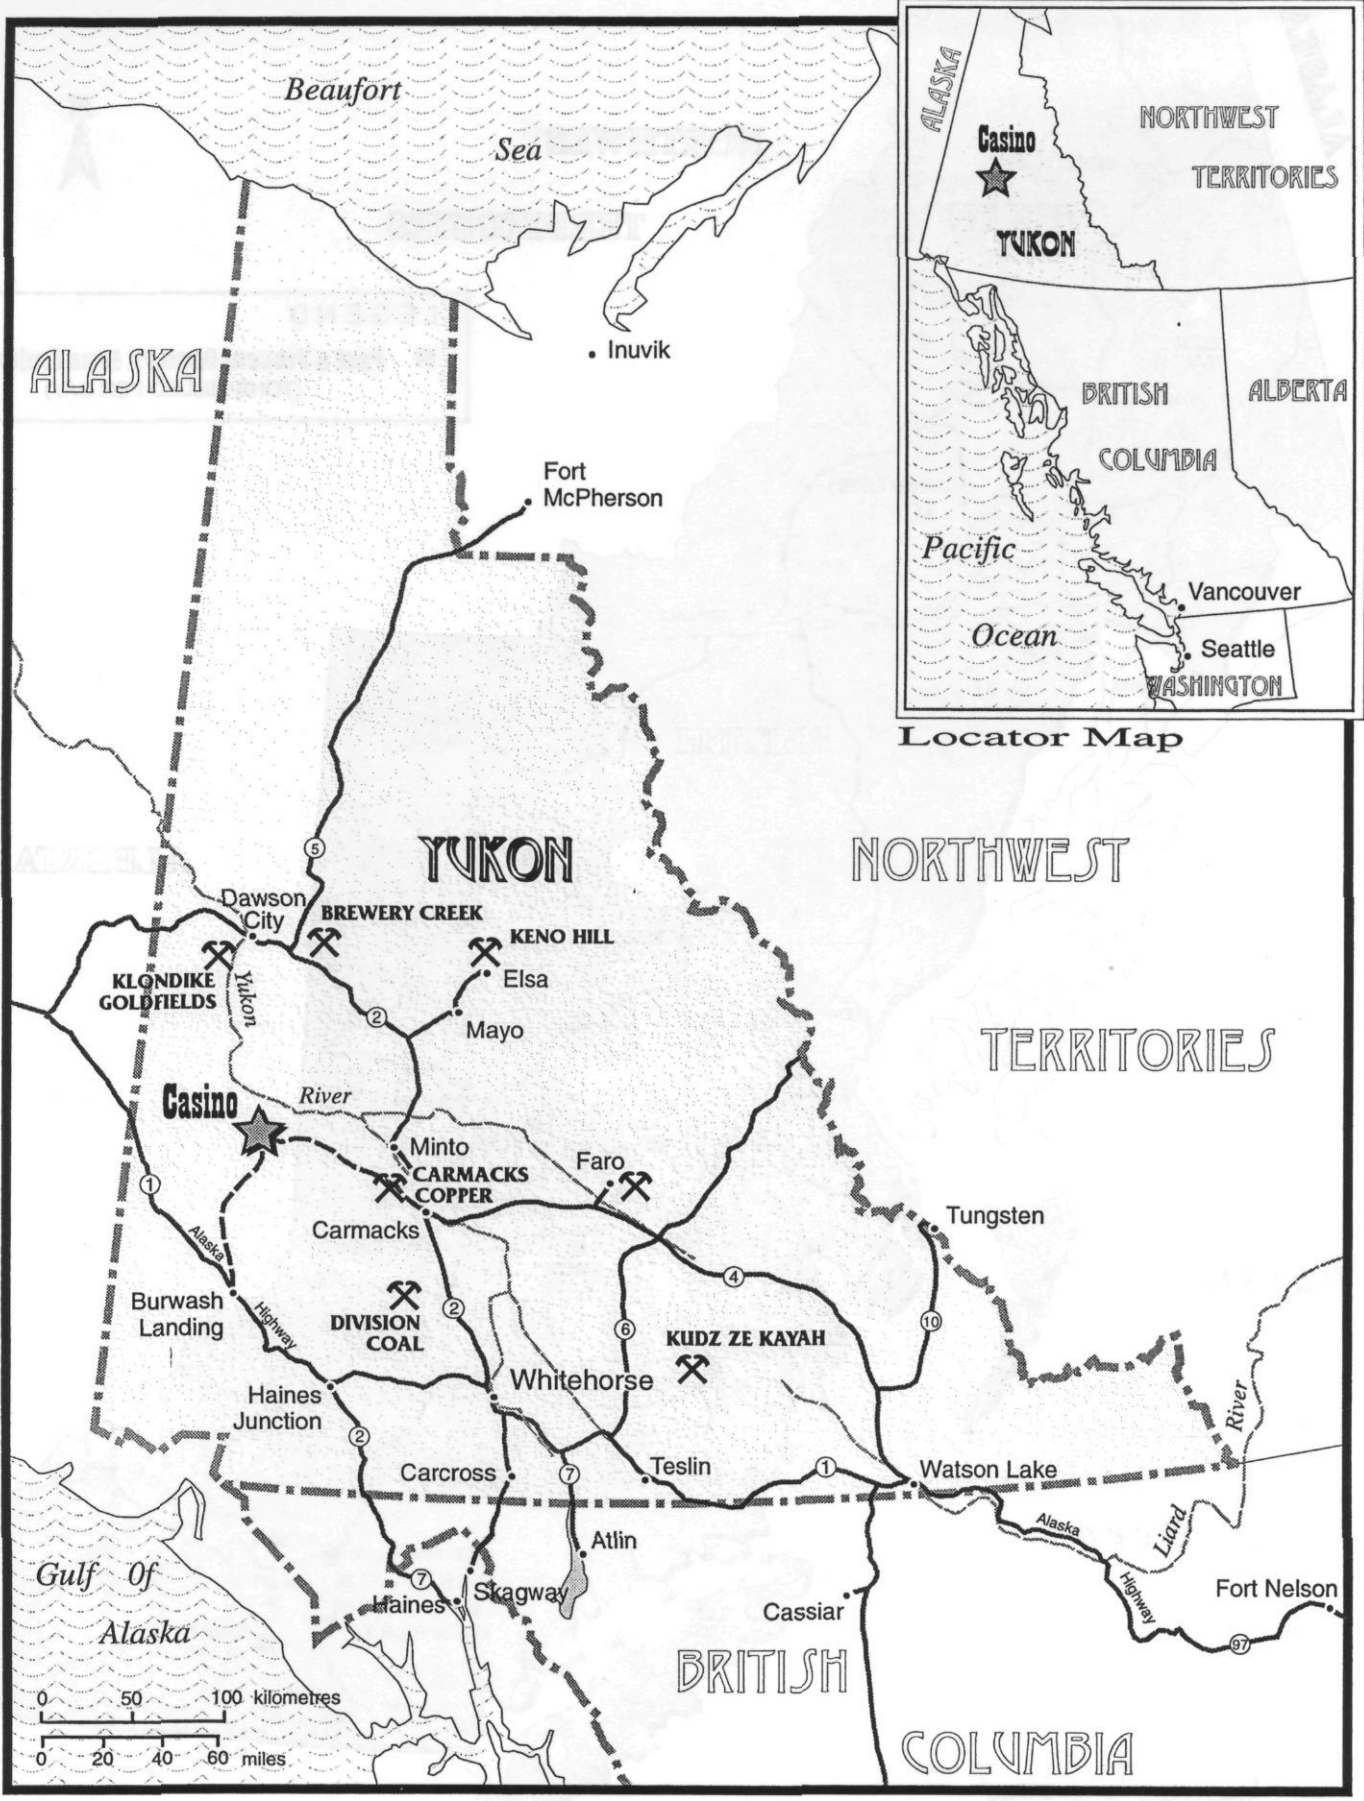 Beaufort
Sea
ALASKA
Inuvik
Fort
McPherson
5
YUKON
NORTHWEST
TERRITORIES
Dawson
City
BREWERY CREEK
KENO HILL
KLONDIKE
GOLDFIELDS
Yukon
Elsa
2
Mayo
Casino
River
Minto
CARMACKS
COPPER
Faro
1
Carmacks
Tungsten
Alaska
Burwash
Landing
Highway
DIVISION
COAL
2
4
6
10
KUDZ ZE KAYAH
Whitehorse
Haines
Junction
2
Carcross
7
Teslin
1
Watson Lake
River
Liard
Alaska
Highway
Atlin
Gulf Of
Alaska
7
Haines
Skagway
Cassiar
Fort Nelson
97
BRITISH
COLUMBIA
0 50 100 kilometres
0 20 40 60 miles
ALASKA
NORTHWEST
TERRITORIES
Casino
YUKON
BRITISH
COLUMBIA
ALBERTA
Pacific
Ocean
Vancouver
Seattle
WASHINGTON
Locator Map